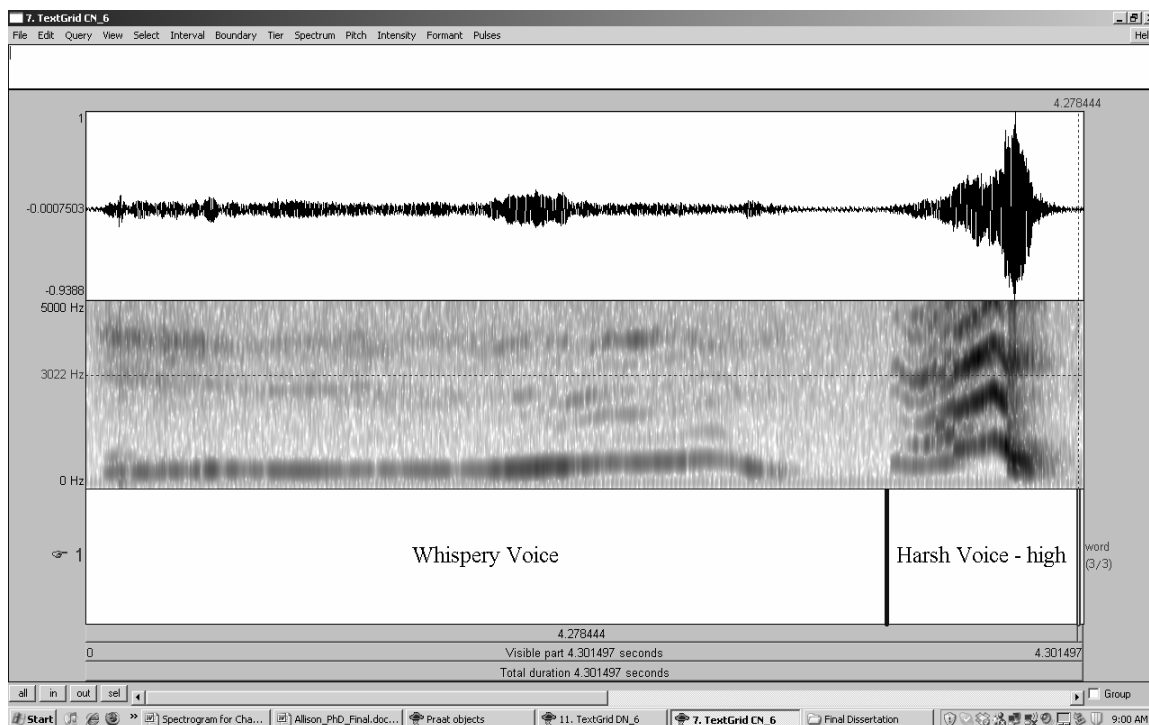 7. TextGrid CN_6
File Edit Query View Select Interval Boundary Tier Spectrum Pitch Intensity Formant Pulses Hel
4.278444
1
-0.0007503
-0.9388
5000 Hz
3022 Hz
0 Hz
1 Whispery Voice Harsh Voice - high word
(3/3)
4.278444
0 Visible part 4.301497 seconds 4.301497
Total duration 4.301497 seconds
all in out sel Group
Start » Spectrogram for Cha... Allison_PhD_Final.doc... Praat objects 11. TextGrid DN_6 7. TextGrid CN_6 Final Dissertation 9:00 AM